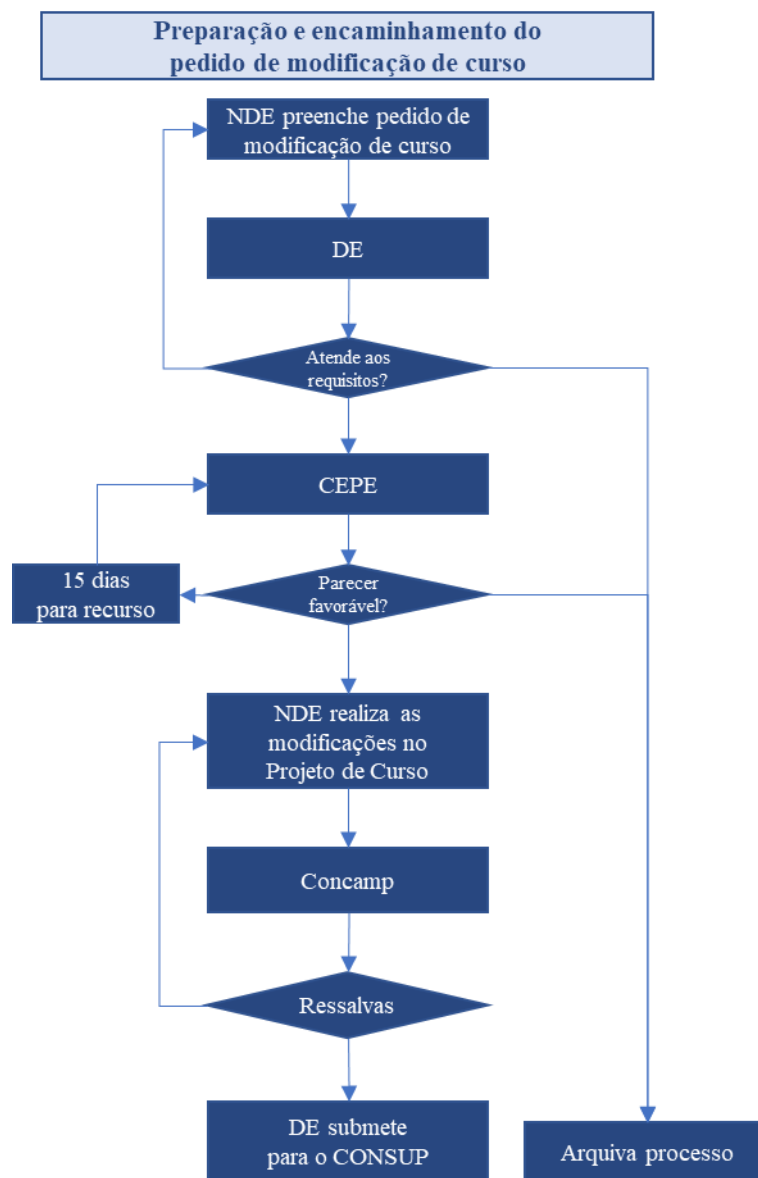 Preparação e encaminhamento do
pedido de modificação de curso
NDE preenche pedido de
modificação de curso
DE
Atende aos
requisitos?
CEPE
15 dias
para recurso
Parecer
favorável?
NDE realiza as
modificações no
Projeto de Curso
Concamp
Ressalvas
DE submete
para o CONSUP
Arquiva processo